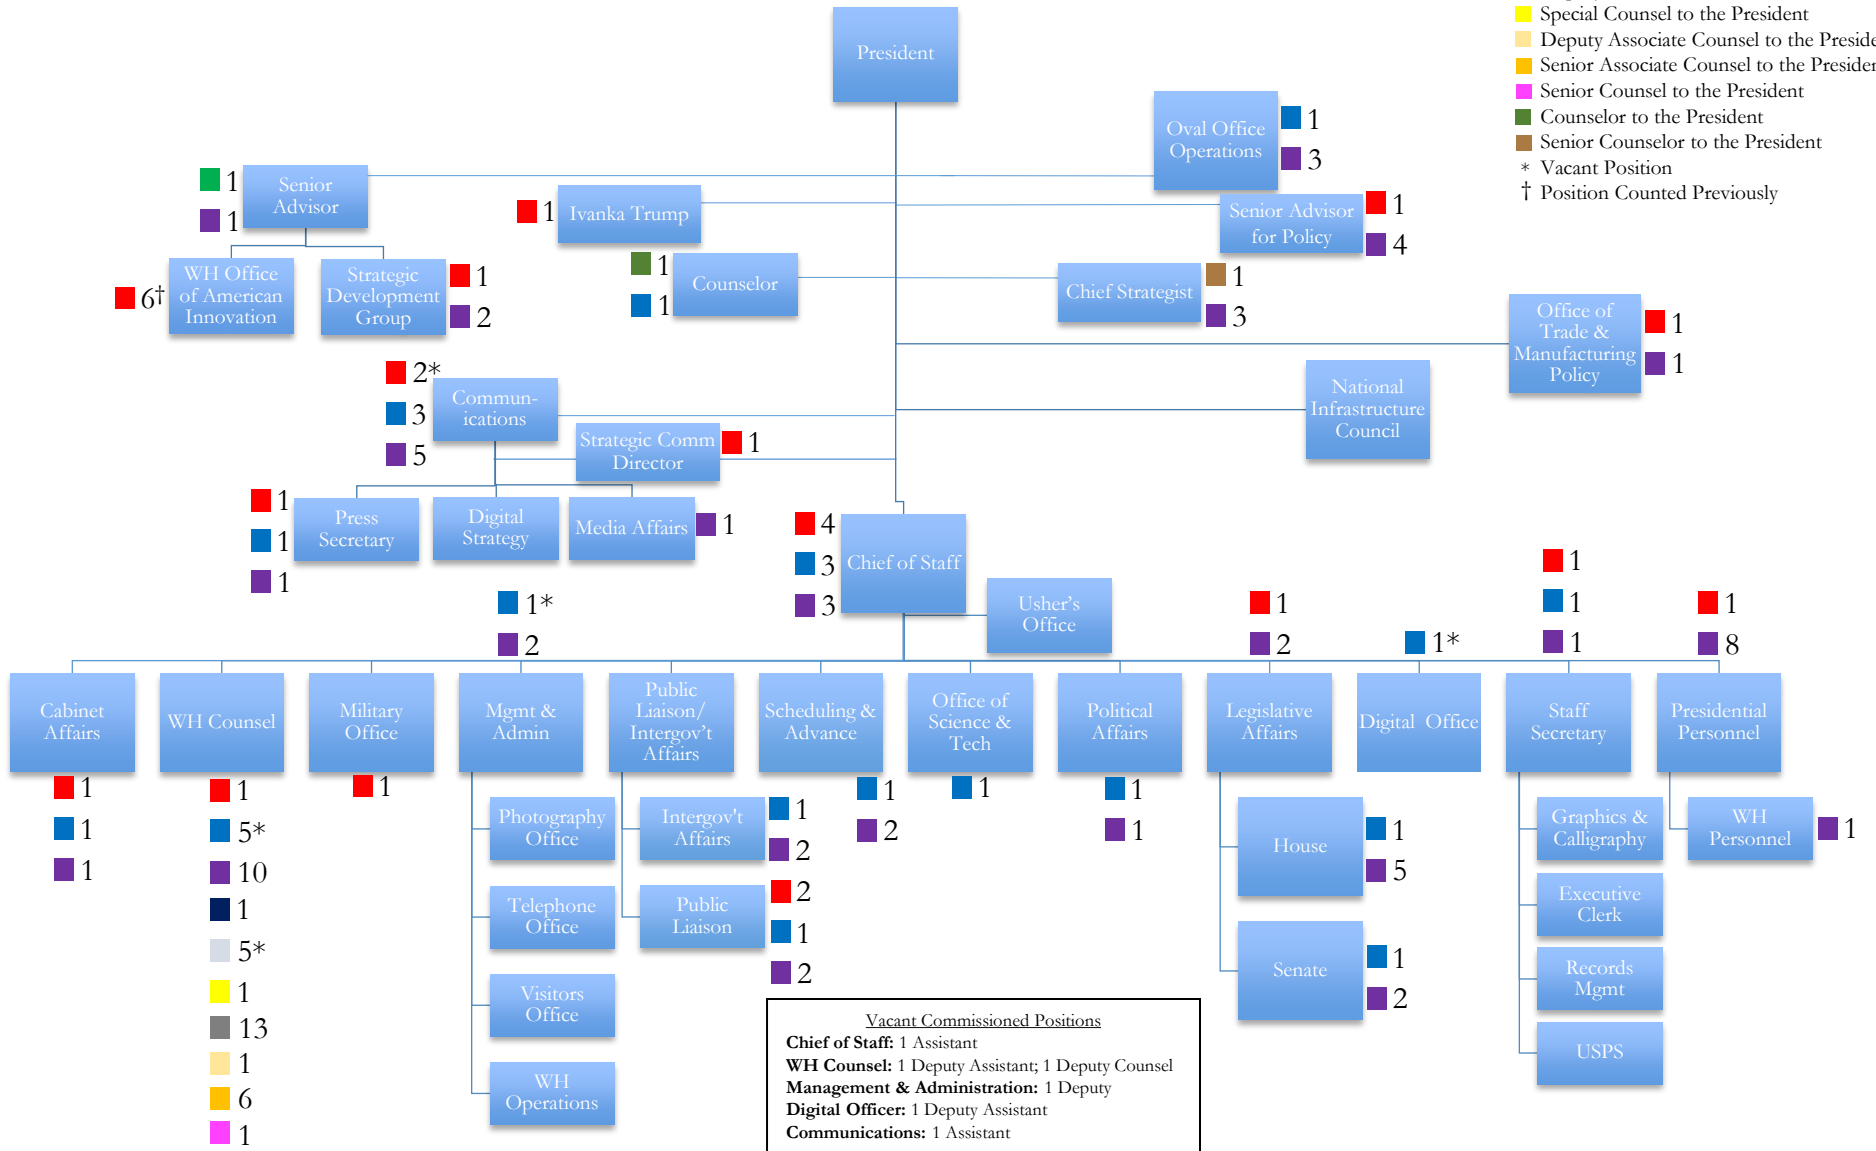 President
Special Counsel to the President
Deputy Associate Counsel to the
Senior Associate Counsel to the
Senior Counsel to the President
Counselor to the President
Senior Counselor to the President
* Vacant Position
† Position Counted Previously
Oval Office
Operations
1
3
1
1
Senior
Advisor
1
Ivanka Trump
Senior Advisor
for Policy
1
4
6†
WH Office
of American
Innovation
Strategic
Development
Group
1
2
1
1
Counselor
Chief Strategist
1
3
Office of
Trade &
Manufacturing
Policy
1
1
2*
3
5
Commun-
ications
Strategic Comm
Director
1
National
Infrastructure
Council
1
1
1
Press
Secretary
Digital
Strategy
Media Affairs
1
4
3
3
Chief of Staff
Usher's
Office
1*
2
1
2
1*
1
1
1
1
8
Cabinet
Affairs
1
1
1
WH Counsel
1
5*
10
1
5*
1
13
1
6
1
Military
Office
1
Mgmt &
Admin
Photography
Office
Telephone
Office
Visitors
Office
WH
Operations
Public
Liaison/
Intergov’t
Affairs
Intergov't
Affairs
1
2
Public
Liaison
2
1
2
Scheduling &
Advance
1
2
Office of
Science &
Tech
1
Political
Affairs
1
1
Legislative
Affairs
House
1
5
Senate
1
2
Digital Office
Staff
Secretary
Graphics &
Calligraphy
Executive
Clerk
Records
Mgmt
USPS
Presidential
Personnel
WH
Personnel
1
Vacant Commissioned Positions
Chief of Staff: 1 Assistant
WH Counsel: 1 Deputy Assistant; 1 Deputy Counsel
Management & Administration: 1 Deputy
Digital Officer: 1 Deputy Assistant
Communications: 1 Assistant